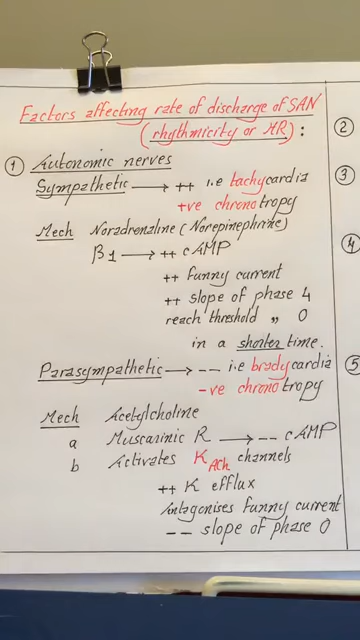 Factors affecting rate of discharge of SAN
(rhythmicity or HR):
① Autonomic nerves
Sympathetic → ++ i.e tachycardia
+ve chronotropy
Mech Noradrenaline (Norepinephrine)
β1 → ++ cAMP
++ funny current
++ slope of phase 4
reach threshold „ 0
in a shorter time.
Parasympathetic → -- i.e bradycardia
-ve chronotropy
Mech Acetylcholine
a Muscarinic R → -- cAMP
b Activates K ACh channels
++ K efflux
Antagonises funny current
-- slope of phase 0
②
③
④
⑤